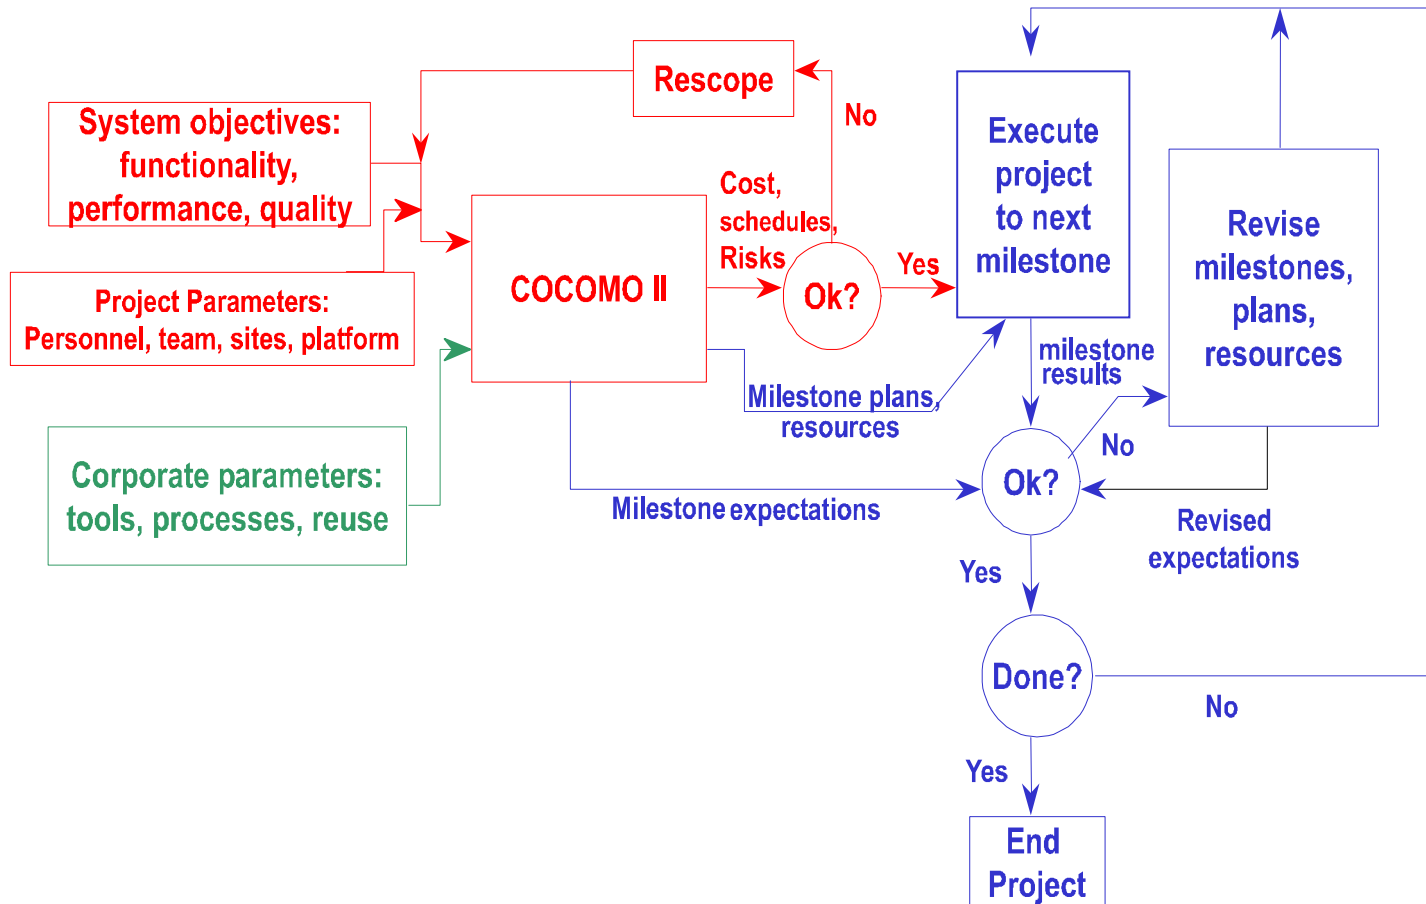 Rescope
No
System objectives:
functionality,
performance, quality
Execute
project
to next
milestone
Cost,
schedules,
Risks
Revise
milestones,
plans,
resources
Yes
COCOMO II
Ok?
Project Parameters:
Personnel, team, sites, platform
milestone
results
Milestone plans,
resources
No
Corporate parameters:
tools, processes, reuse
Ok?
Milestone expectations
Revised
expectations
Yes
Done?
No
Yes
End
Project